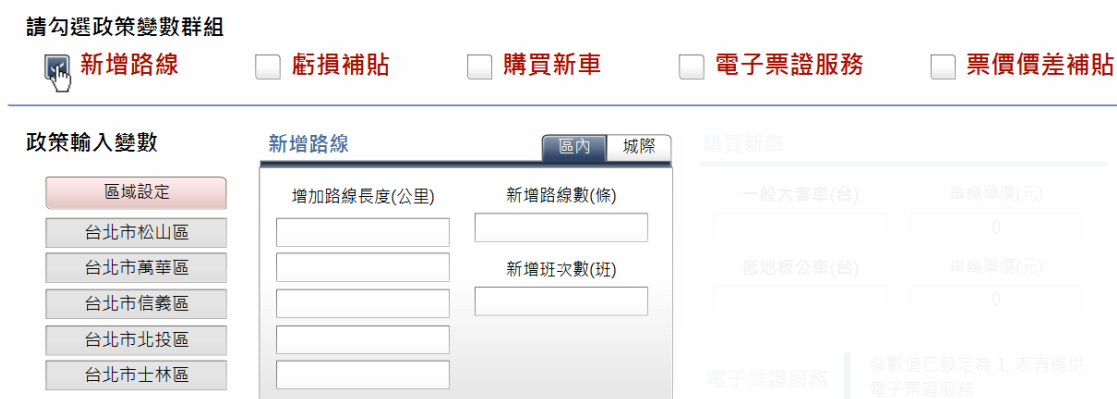 請勾選政策變數群組
新增路線 虧損補貼 購買新車 電子票證服務 票價價差補貼
政策輸入變數
區域設定
台北市松山區
台北市萬華區
台北市信義區
台北市北投區
台北市士林區
新增路線 區內 城際
增加路線長度(公里)
新增路線數(條)
新增班次數(班)
購買新車
一般大客車(台) 車輛單價(元)
0
低地板公車(台) 車輛單價(元)
0
電子票證服務
參數值已設定為 1, 表有提供
電子票證服務